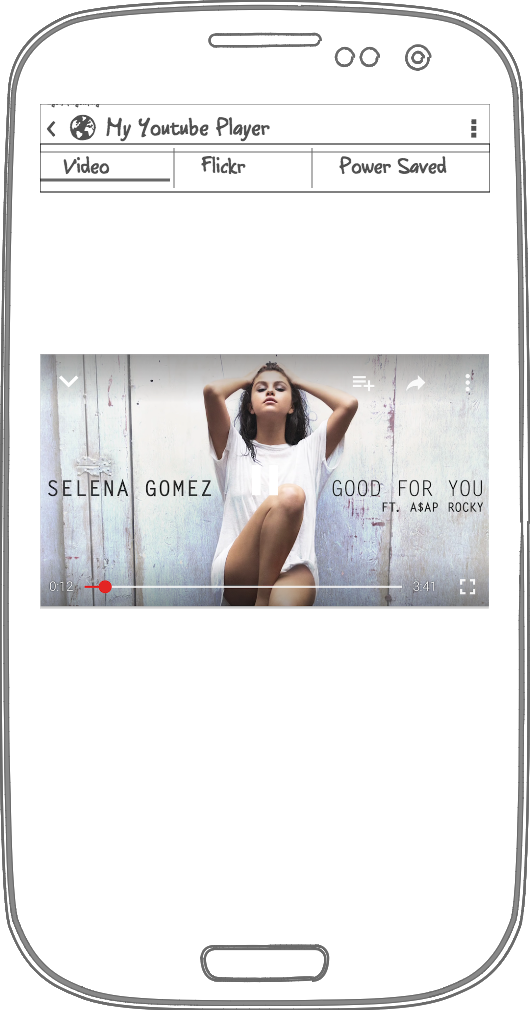 My Youtube Player
Video Flickr Power Saved
SELENA GOMEZ GOOD FOR YOU
FT. A$AP ROCKY
0:12 3:41